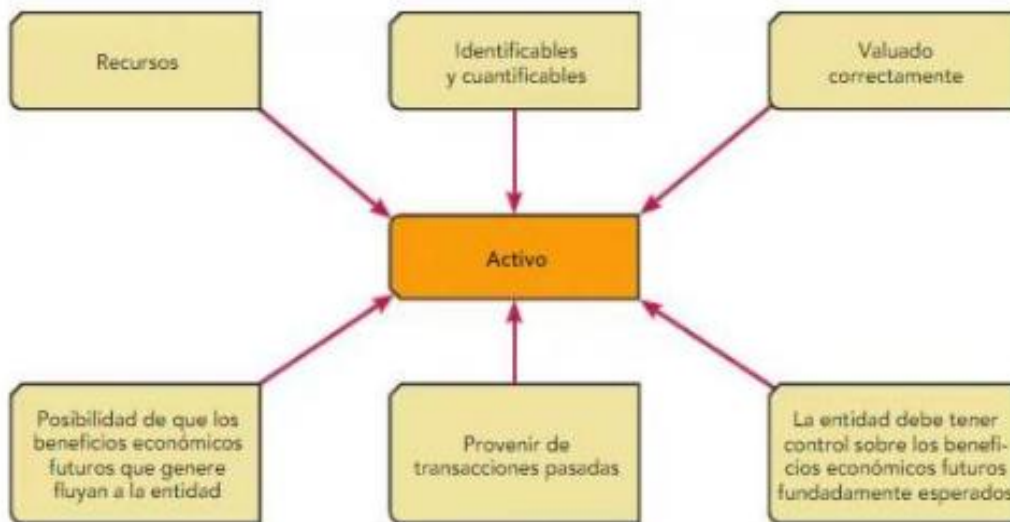 Recursos
Identificables
y cuantificables
Valuado
correctamente
Activo
Posibilidad de que los
beneficios económicos
futuros que genere
fluyan a la entidad
Provenir de
transacciones pasadas
La entidad debe tener
control sobre los benefi-
cios económicos futuros
fundadamente esperados